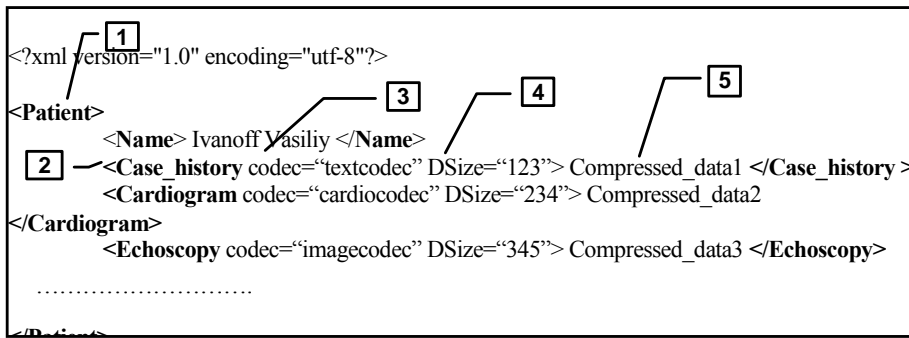 1
<?xml version="1.0" encoding="utf-8"?>
<Patient>
3
4
5
<Name> Ivanoff Vasiliy </Name>
2
<Case_history codec=“textcodec” DSize=“123”> Compressed_data1 </Case_history >
<Cardiogram codec=“cardiocodec” DSize=“234”> Compressed_data2
</Cardiogram>
<Echoscopy codec=“imagecodec” DSize=“345”> Compressed_data3 </Echoscopy>
……………………….
</Patient>